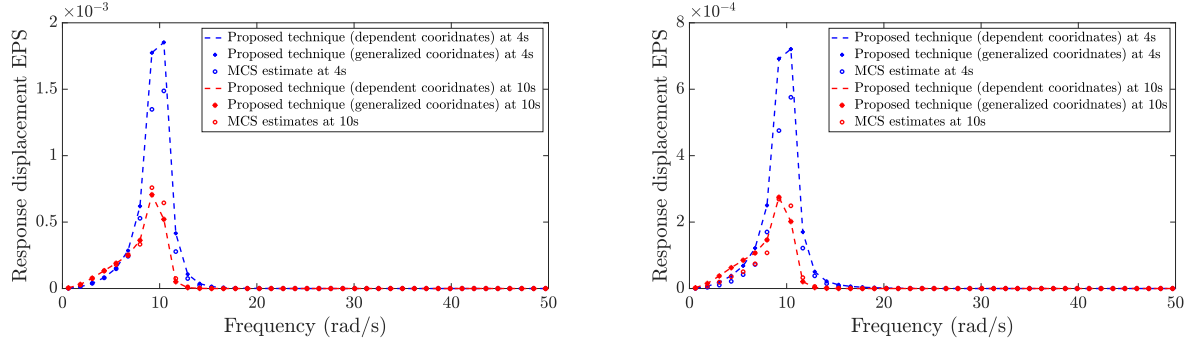 ×10⁻³
2
1.5
1
0.5
0
Response displacement EPS
Proposed technique (dependent cooridnates) at 4s
Proposed technique (generalized cooridnates) at 4s
MCS estimate at 4s
Proposed technique (dependent cooridnates) at 10s
Proposed technique (generalized cooridnates) at 10s
MCS estimates at 10s
0 10 20 30 40 50
Frequency (rad/s)
8 ×10⁻⁴
6
4
2
0
Response displacement EPS
Proposed technique (dependent cooridnates) at 4s
Proposed technique (generalized cooridnates) at 4s
MCS estimate at 4s
Proposed technique (dependent cooridnates) at 10s
Proposed technique (generalized cooridnates) at 10s
MCS estimates at 10s
0 10 20 30 40 50
Frequency (rad/s)